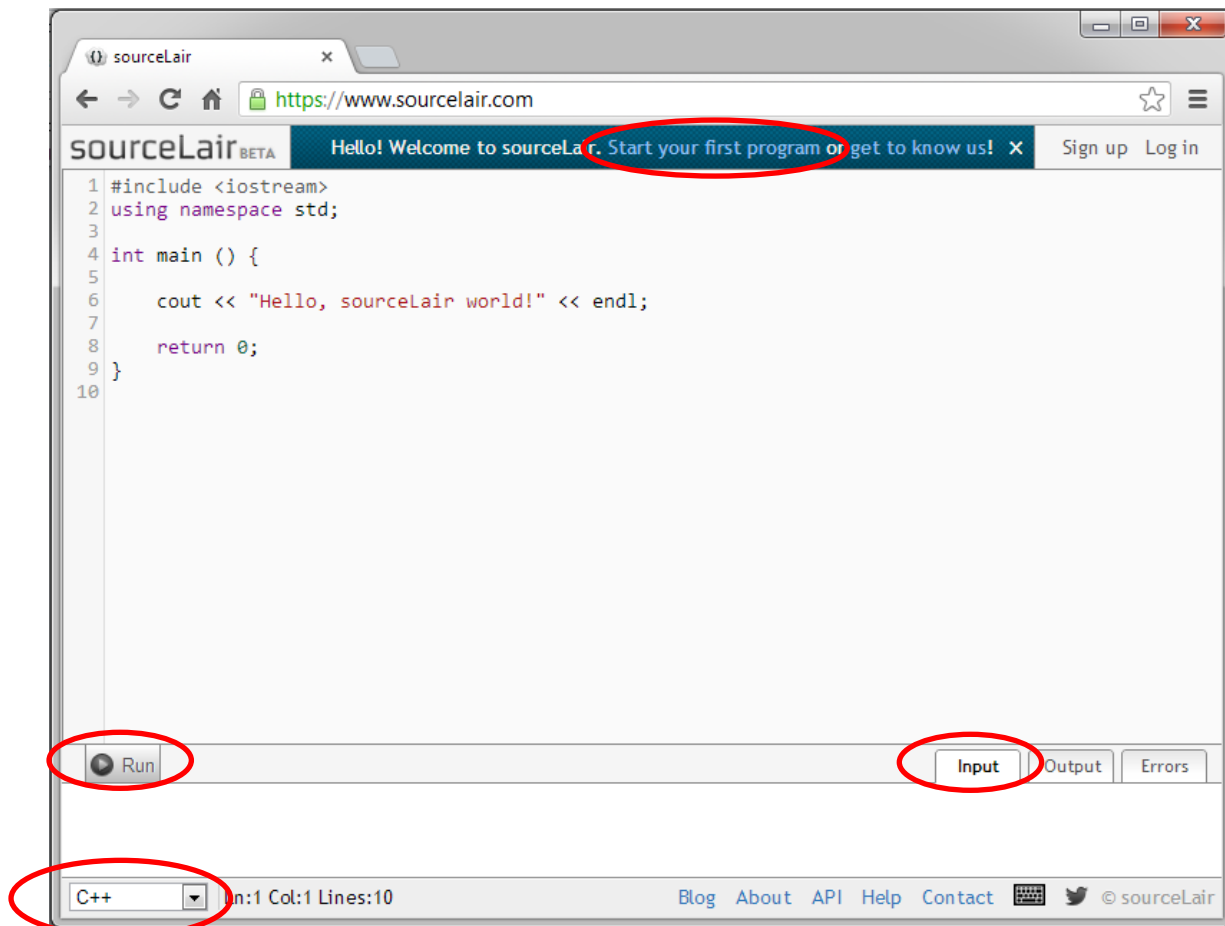 sourceLair
https://www.sourcelair.com
sourceLair BETA Hello! Welcome to sourceLair. Start your first program or get to know us! × Sign up Log in
1 #include <iostream>
2 using namespace std;
3
4 int main () {
5
6 cout << "Hello, sourceLair world!" << endl;
7
8 return 0;
9 }
10
Run Input Output Errors
C++ Ln:1 Col:1 Lines:10 Blog About API Help Contact © sourceLair